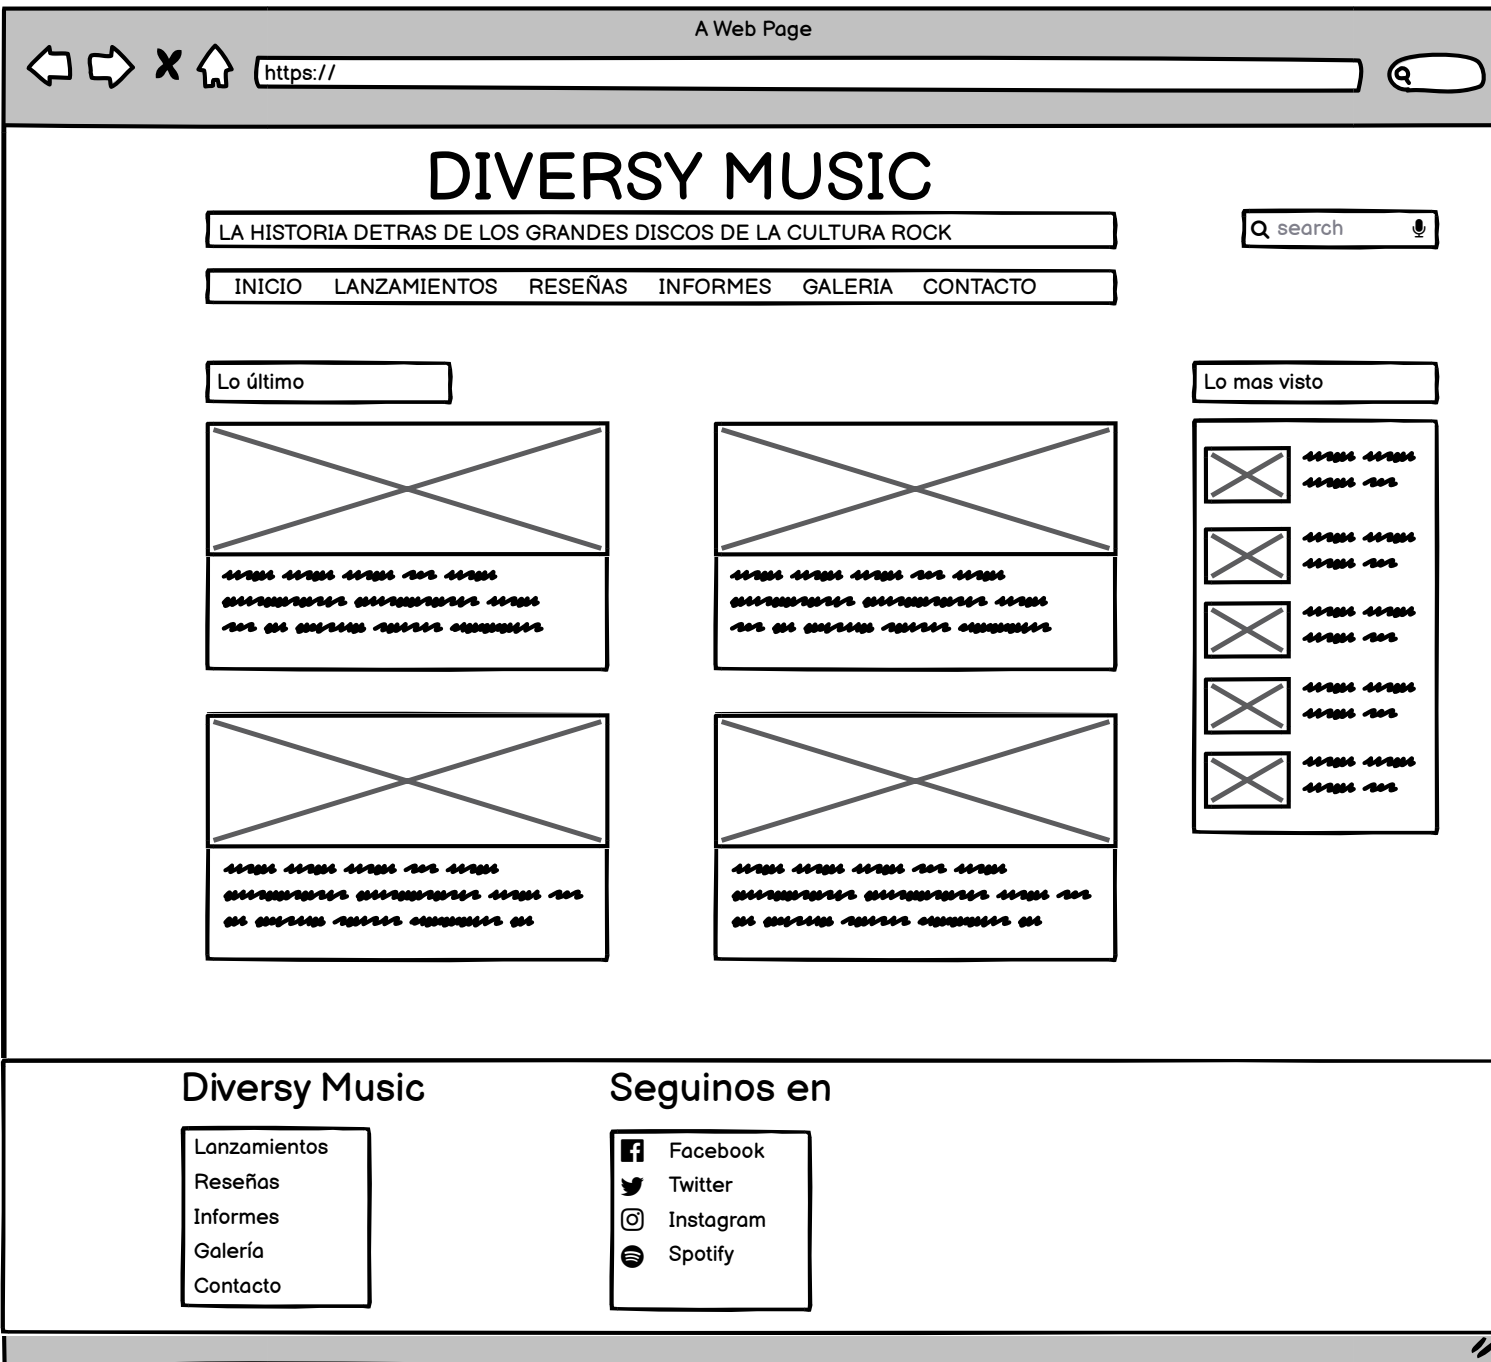 A Web Page
https://
DIVERSY MUSIC
LA HISTORIA DETRAS DE LOS GRANDES DISCOS DE LA CULTURA ROCK
search
INICIO LANZAMIENTOS RESEÑAS INFORMES GALERIA CONTACTO
Lo último
Lo mas visto
Diversy Music
Lanzamientos
Reseñas
Informes
Galería
Contacto
Seguinos en
Facebook
Twitter
Instagram
Spotify